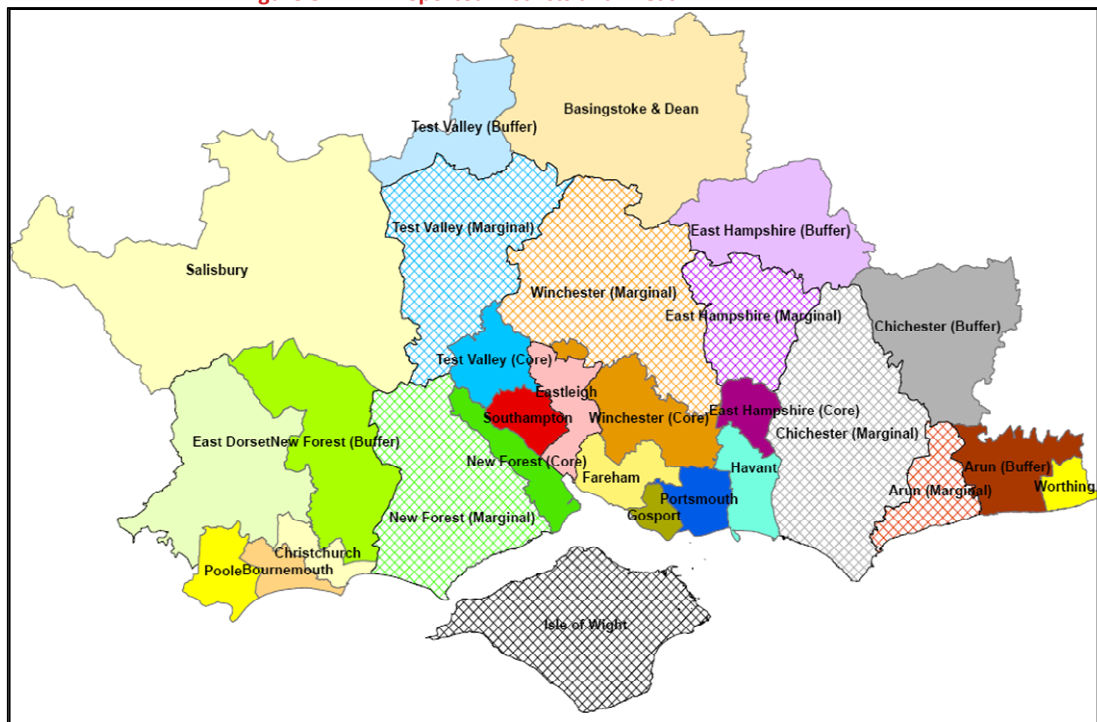 Basingstoke & Dean
Test Valley (Buffer)
Test Valley (Marginal)
East Hampshire (Buffer)
Salisbury
Winchester (Marginal)
East Hampshire (Marginal)
Chichester (Buffer)
Test Valley (Core)
Eastleigh
Southampton
Winchester (Core)
East Hampshire (Core)
Chichester (Marginal)
East Dorset
New Forest (Buffer)
New Forest (Core)
Fareham
Havant
Arun (Buffer)
Worthing
Arun (Marginal)
Portsmouth
Gosport
New Forest (Marginal)
Christchurch
Poole
Bournemouth
Isle of Wight